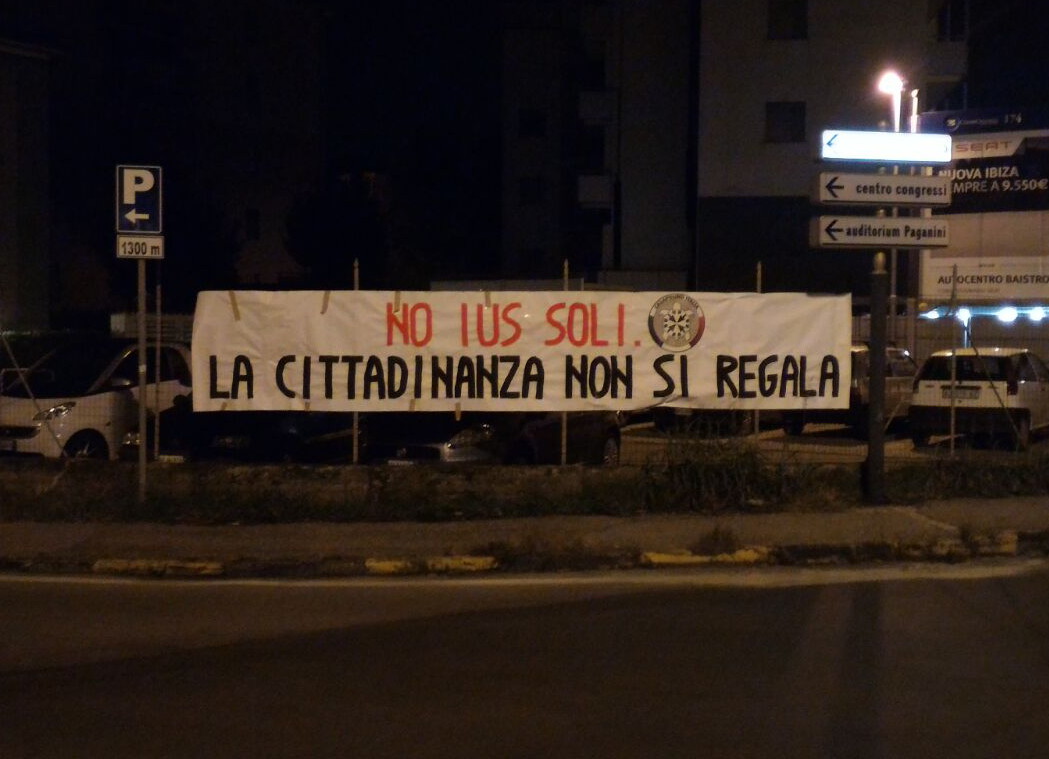 P
1300 m
NO IUS SOLI.
LA CITTADINANZA NON SI REGALA
centro congressi
auditorium Paganini
SEAT
NUOVA IBIZA
9.550€
AUTOCENTRO BAISTRO